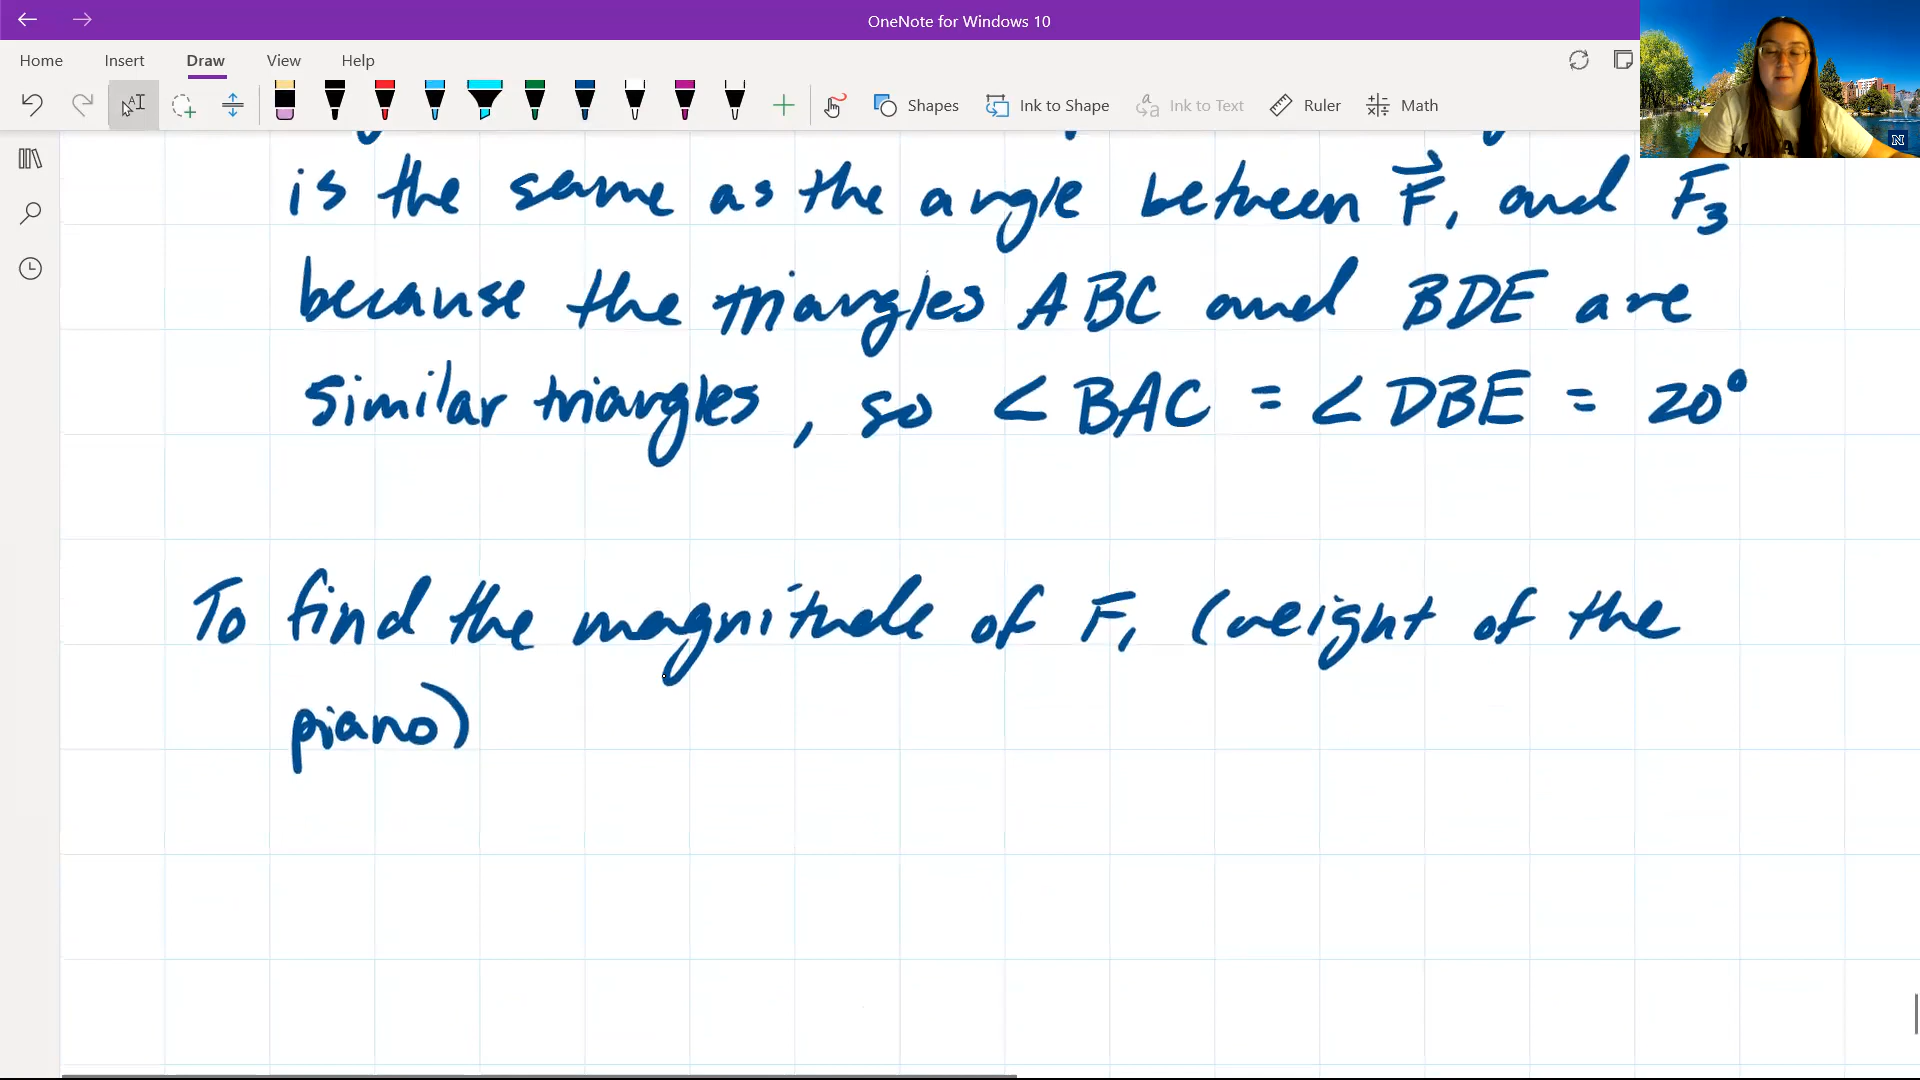 OneNote for Windows 10
Home Insert Draw View Help
Shapes Ink to Shape Ink to Text Ruler Math
is the same as the angle between F⃗₁ and F₃
because the triangles ABC and BDE are
similar triangles, so ∠BAC = ∠DBE = 20°
To find the magnitude of F₁ (weight of the
piano)